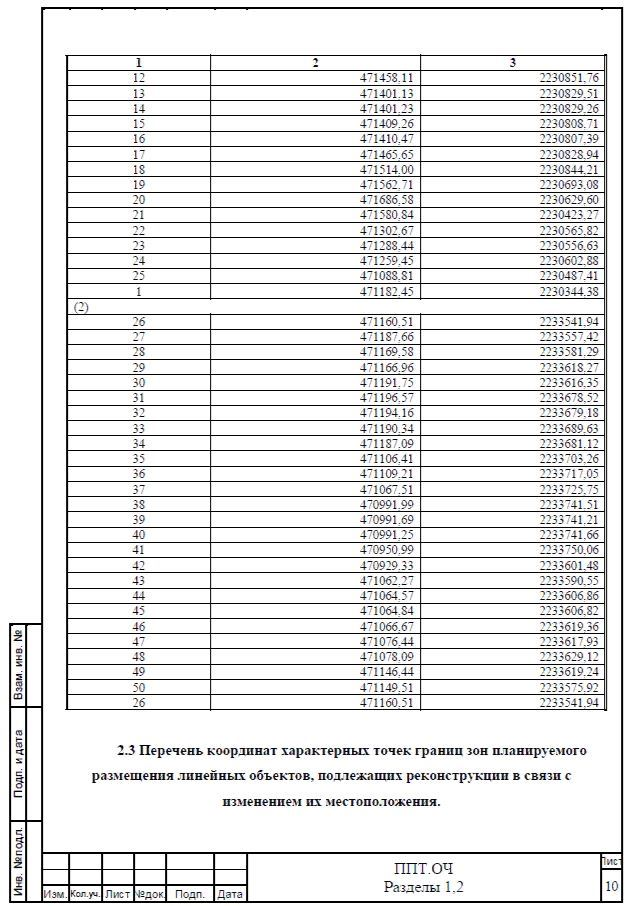 1 2 3
12 471458,11 2230851,76
13 471401,13 2230829,51
14 471401,23 2230829,26
15 471409,26 2230808,71
16 471410,47 2230807,39
17 471465,65 2230828,94
18 471514,00 2230844,21
19 471562,71 2230693,08
20 471686,58 2230629,60
21 471580,84 2230423,27
22 471302,67 2230565,82
23 471288,44 2230556,63
24 471259,45 2230602,88
25 471088,81 2230487,41
1 471182,45 2230344,38
(2)
26 471160,51 2233541,94
27 471187,66 2233557,42
28 471169,58 2233581,29
29 471166,96 2233618,27
30 471191,75 2233616,35
31 471196,57 2233678,52
32 471194,16 2233679,18
33 471190,34 2233689,63
34 471187,09 2233681,12
35 471106,41 2233703,26
36 471109,21 2233717,05
37 471067,51 2233725,75
38 470991,99 2233741,51
39 470991,69 2233741,21
40 470991,25 2233741,66
41 470950,99 2233750,06
42 470929,33 2233601,48
43 471062,27 2233590,55
44 471064,57 2233606,86
45 471064,84 2233606,82
46 471066,67 2233619,36
47 471076,44 2233617,93
48 471078,09 2233629,12
49 471146,44 2233619,24
50 471149,51 2233575,92
26 471160,51 2233541,94
2.3 Перечень координат характерных точек границ зон планируемого
размещения линейных объектов, подлежащих реконструкции в связи с
изменением их местоположения.
Взам. инв. №
Подп. и дата
Инв. №подл.
Изм. Кол.уч. Лист №док. Подп. Дата
ППТ.ОЧ
Разделы 1,2
Лист
10